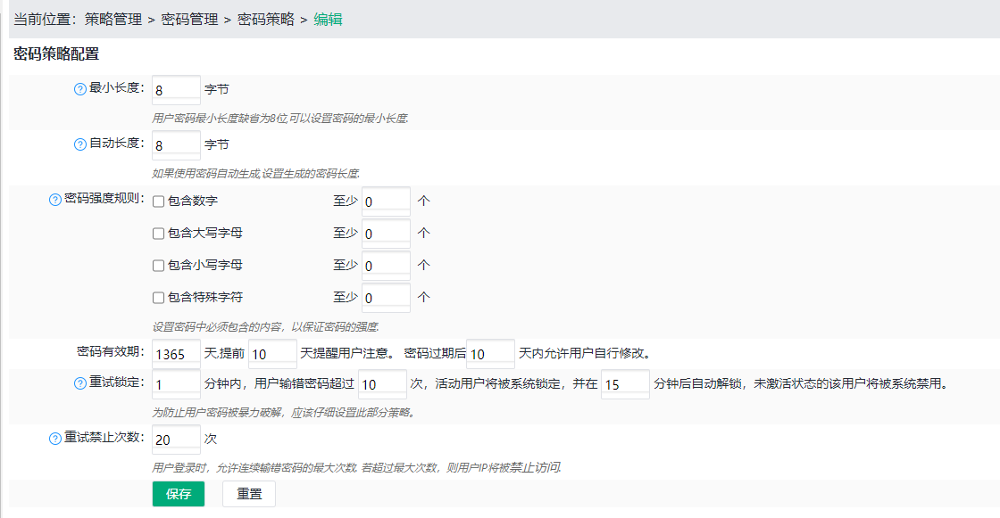 当前位置：策略管理 > 密码管理 > 密码策略 > 编辑
密码策略配置
? 最小长度： 8 字节
用户密码最小长度缺省为8位,可以设置密码的最小长度.
? 自动长度： 8 字节
如果使用密码自动生成,设置生成的密码长度.
? 密码强度规则： 包含数字 至少 0 个
包含大写字母 至少 0 个
包含小写字母 至少 0 个
包含特殊字符 至少 0 个
设置密码中必须包含的内容，以保证密码的强度.
密码有效期： 1365 天,提前 10 天提醒用户注意。 密码过期后 10 天内允许用户自行修改。
? 重试锁定： 1 分钟内，用户输错密码超过 10 次，活动用户将被系统锁定，并在 15 分钟后自动解锁，未激活状态的该用户将被系统禁用。
为防止用户密码被暴力破解，应该仔细设置此部分策略。
? 重试禁止次数： 20 次
用户登录时，允许连续输错密码的最大次数. 若超过最大次数，则用户IP将被禁止访问.
保存 重置